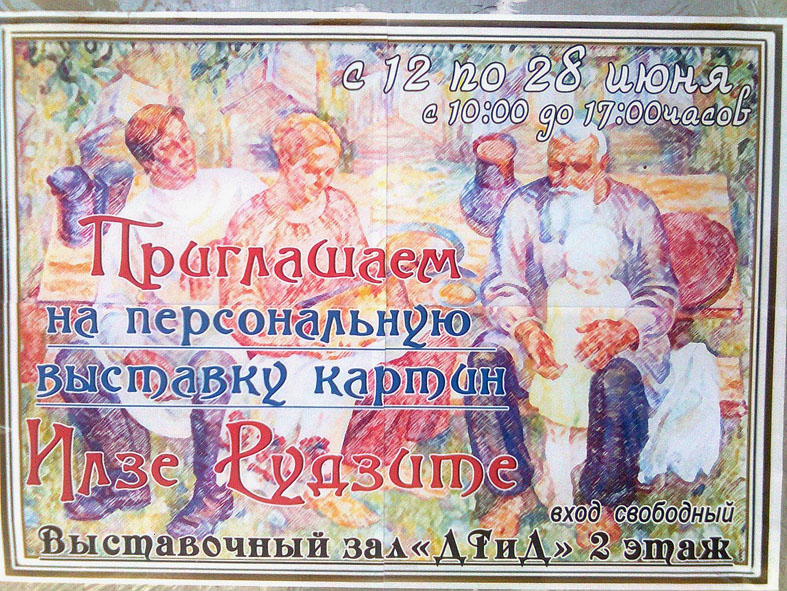 с 12 по 28 июня
с 10:00 до 17:00часов
Приглашаем
на персональную
выставку картин
Илзе Рудзите
вход свободный
Выставочный зал «ДГиД» 2 этаж